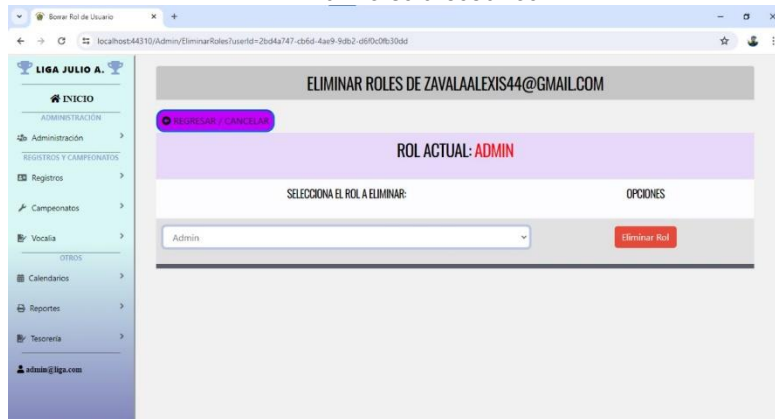 Borrar Rol de Usuario
localhost:44310/Admin/EliminarRoles?userId=2bd4a747-cb6d-4ae9-9db2-d6f0c0fb30dd
LIGA JULIO A.
INICIO
ADMINISTRACIÓN
Administración
REGISTROS Y CAMPEONATOS
Registros
Campeonatos
Vocalia
OTROS
Calendarios
Reportes
Tesorería
admin@liga.com
ELIMINAR ROLES DE ZAVALAALEXIS44@GMAIL.COM
REGRESAR / CANCELAR
ROL ACTUAL: ADMIN
SELECCIONA EL ROL A ELIMINAR: OPCIONES
Admin Eliminar Rol